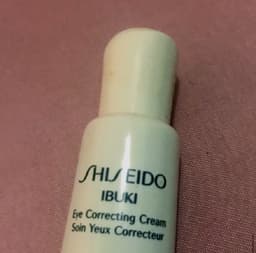 SHISEIDO
IBUKI
Eye Correcting Cream
Soin Yeux Correcteur